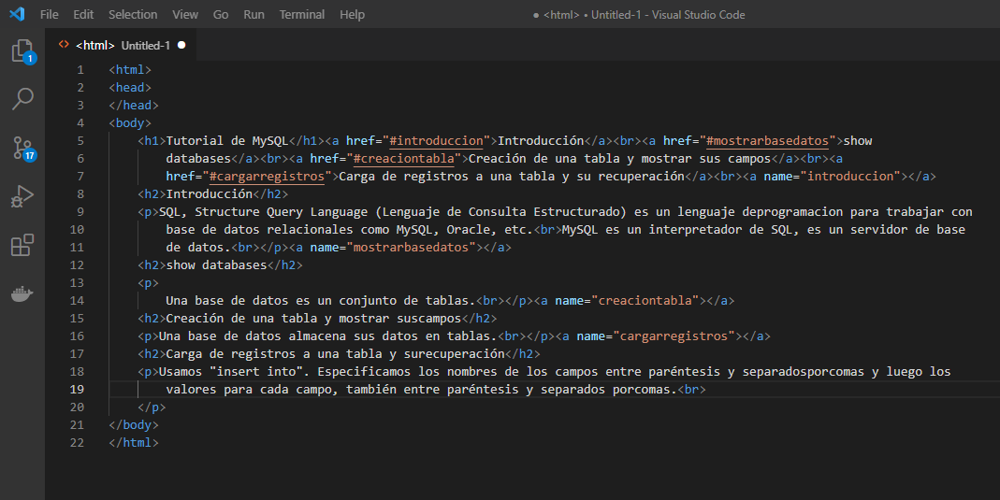 File Edit Selection View Go Run Terminal Help ● <html> • Untitled-1 - Visual Studio Code
<> <html> Untitled-1 ●
1
17
1 <html>
2 <head>
3 </head>
4 <body>
5 <h1>Tutorial de MySQL</h1><a href="#introduccion">Introducción</a><br><a href="#mostrarbasedatos">show
6 databases</a><br><a href="#creaciontabla">Creación de una tabla y mostrar sus campos</a><br><a
7 href="#cargarregistros">Carga de registros a una tabla y su recuperación</a><br><a name="introduccion"></a>
8 <h2>Introducción</h2>
9 <p>SQL, Structure Query Language (Lenguaje de Consulta Estructurado) es un lenguaje deprogramacion para trabajar con
10 base de datos relacionales como MySQL, Oracle, etc.<br>MySQL es un interpretador de SQL, es un servidor de base
11 de datos.<br></p><a name="mostrarbasedatos"></a>
12 <h2>show databases</h2>
13 <p>
14 Una base de datos es un conjunto de tablas.<br></p><a name="creaciontabla"></a>
15 <h2>Creación de una tabla y mostrar suscampos</h2>
16 <p>Una base de datos almacena sus datos en tablas.<br></p><a name="cargarregistros"></a>
17 <h2>Carga de registros a una tabla y surecuperación</h2>
18 <p>Usamos "insert into". Especificamos los nombres de los campos entre paréntesis y separadosporcomas y luego los
19 valores para cada campo, también entre paréntesis y separados porcomas.<br>
20 </p>
21 </body>
22 </html>